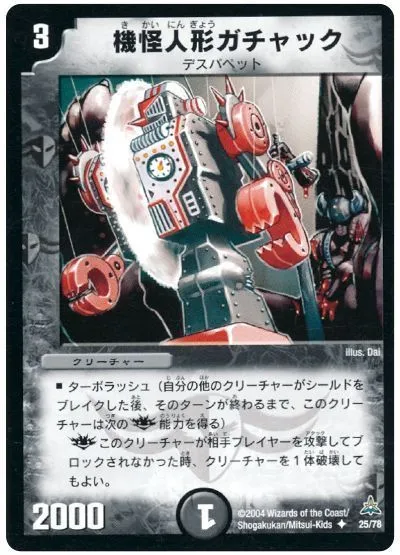 3
機怪人形ガチャック
き かい にん ぎょう
デスパペット
illus. Dai
クリーチャー
■ ターボラッシュ（自分の他のクリーチャーがシールドを
ブレイクした後、そのターンが終わるまで、このクリー
チャーは次の 能力を得る）
このクリーチャーが相手プレイヤーを攻撃してブ
ロックされなかった時、クリーチャーを1体破壊して
もよい。
2000
1
©2004 Wizards of the Coast/
Shogakukan/Mitsui-Kids
25/78